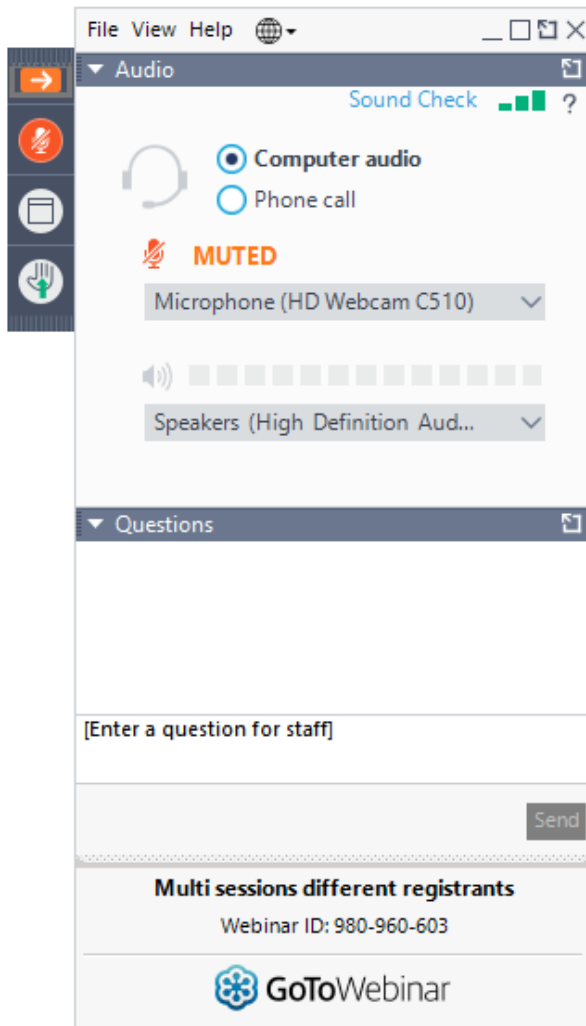 File View Help
Audio
Sound Check ?
Computer audio
Phone call
MUTED
Microphone (HD Webcam C510)
Speakers (High Definition Aud...
Questions
[Enter a question for staff]
Send
Multi sessions different registrants
Webinar ID: 980-960-603
GoToWebinar